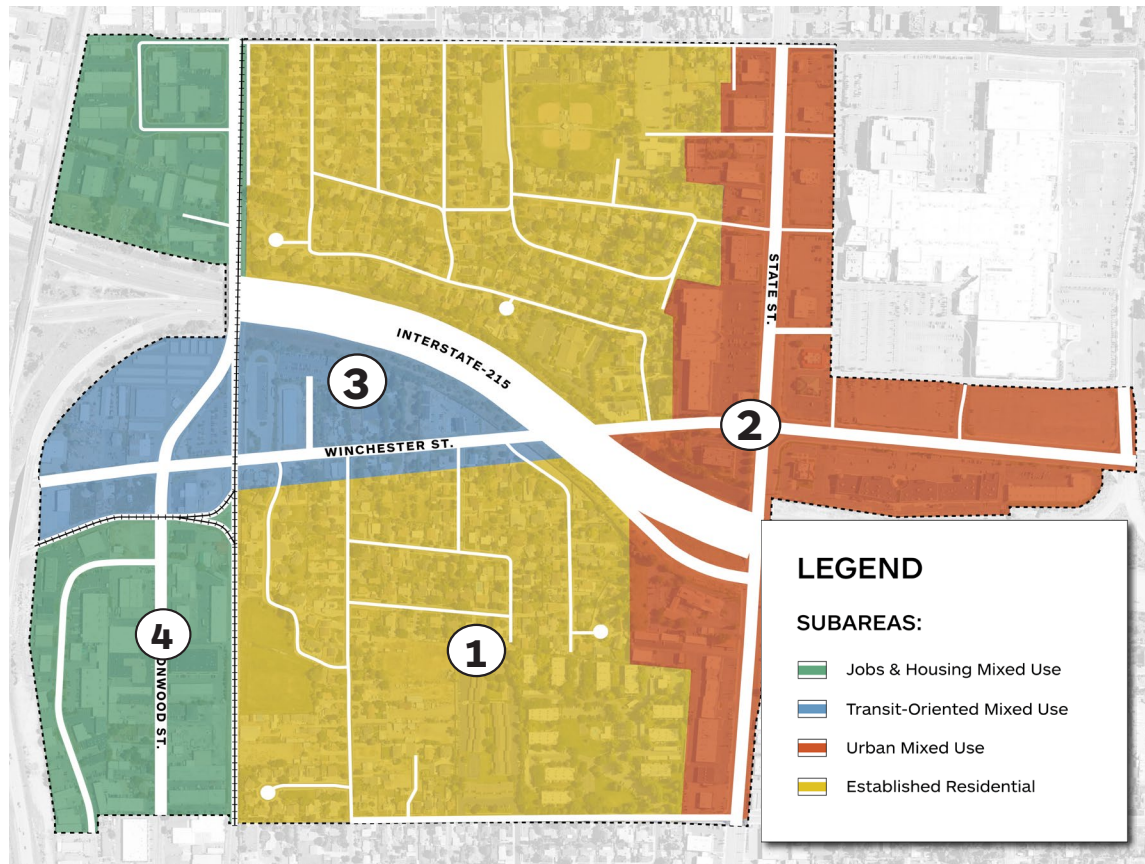 STATE ST.
INTERSTATE-215
3
2
WINCHESTER ST.
4
ONWOOD ST.
1
LEGEND
SUBAREAS:
Jobs & Housing Mixed Use
Transit-Oriented Mixed Use
Urban Mixed Use
Established Residential